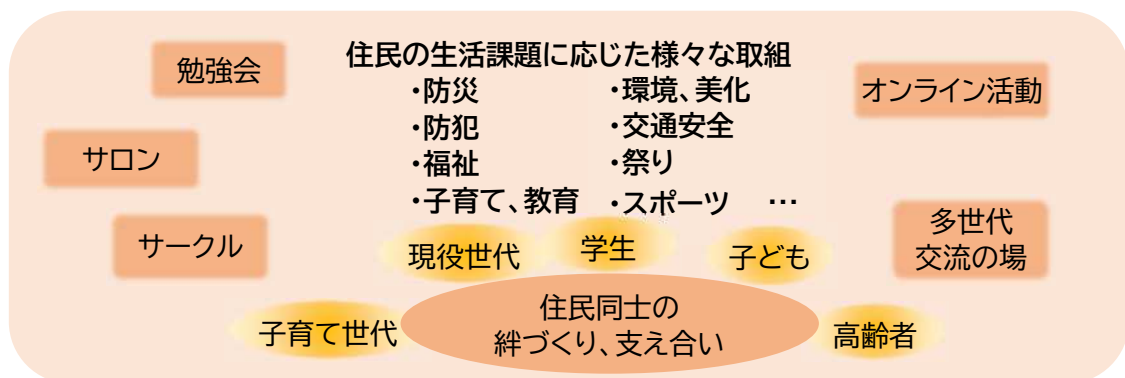 勉強会
サロン
サークル
住民の生活課題に応じた様々な取組
・防災 ・環境、美化
・防犯 ・交通安全
・福祉 ・祭り
・子育て、教育 ・スポーツ …
オンライン活動
多世代
交流の場
現役世代
学生
子ども
子育て世代
住民同士の
絆づくり、支え合い
高齢者